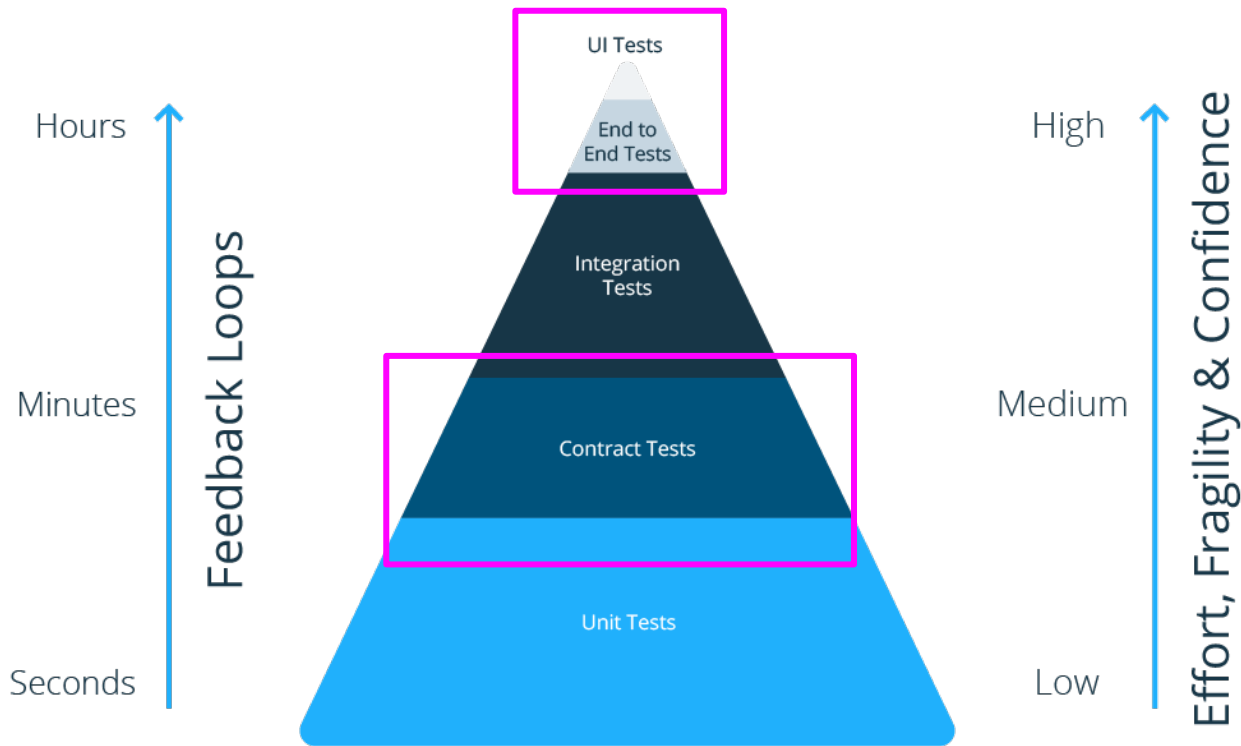 UI Tests
Hours
High
End to
End Tests
Integration
Tests
Feedback Loops
Effort, Fragility & Confidence
Minutes
Medium
Contract Tests
Unit Tests
Seconds
Low